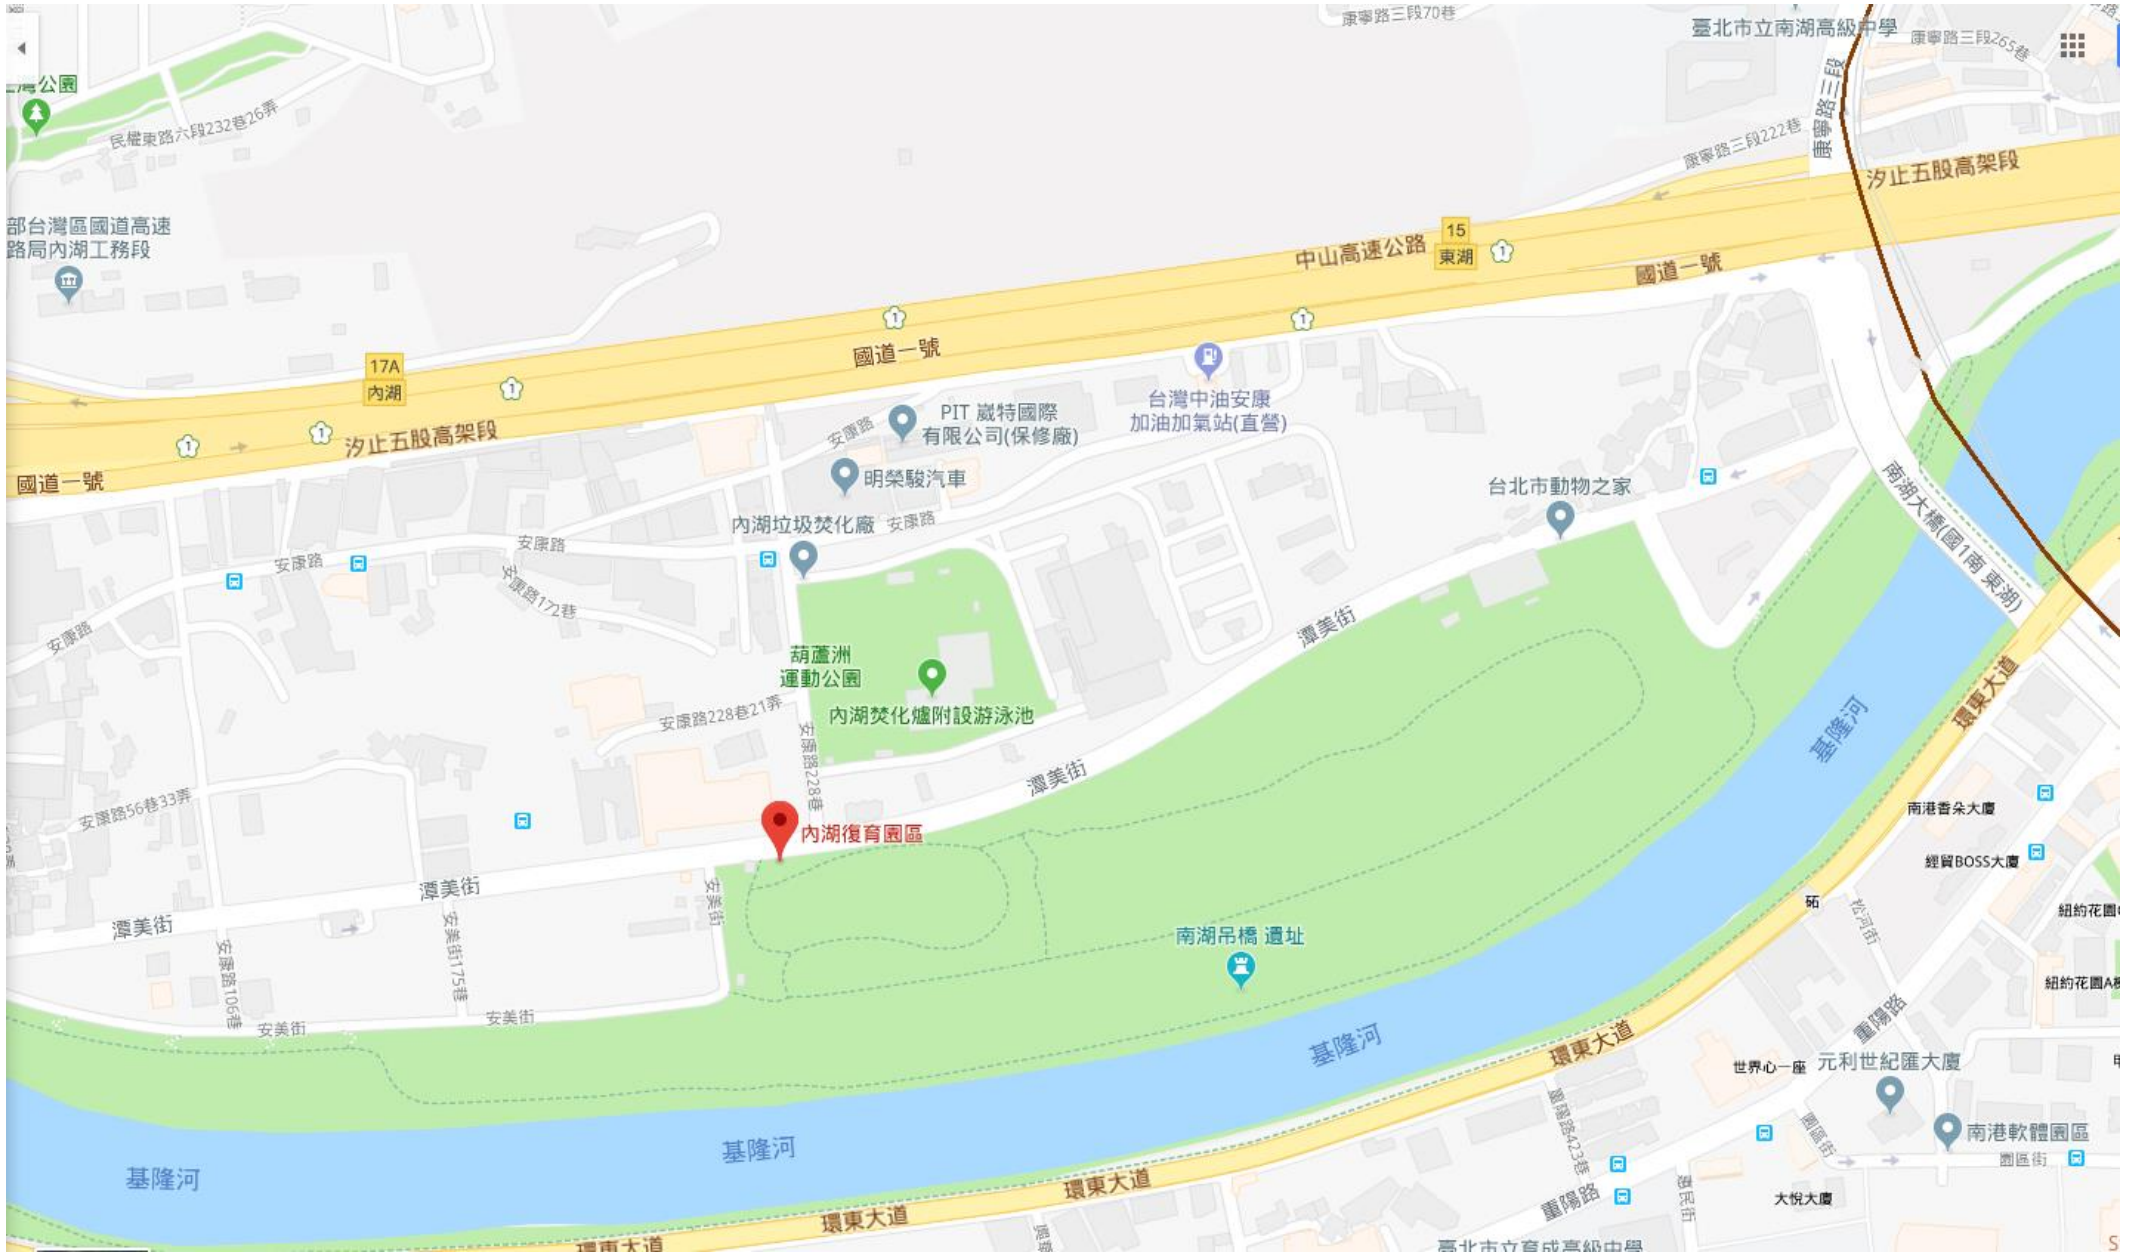 康寧路三段70巷
臺北市立南湖高級中學
康寧路三段265巷
灣公園
民權東路六段232巷26弄
康寧路三段
康寧路三段222巷
汐止五股高架段
部台灣區國道高速
路局內湖工務段
15
東湖
1
中山高速公路
國道一號
1
1
國道一號
17A
內湖
1
1
1
汐止五股高架段
國道一號
台灣中油安康
加油加氣站(直營)
PIT 崴特國際
有限公司(保修廠)
安康路
明榮駿汽車
台北市動物之家
南湖大橋(國1南 東湖)
內湖垃圾焚化廠
安康路
安康路
安康路
安康路172巷
安康路
潭美街
葫蘆洲
運動公園
內湖焚化爐附設游泳池
安康路228巷21弄
安康路228巷
環東大道
基隆河
潭美街
安康路56巷33弄
內湖復育園區
南港香朵大廈
經貿BOSS大廈
潭美街
安美街
松河街
潭美街
安美街175巷
安康路106巷
南湖吊橋 遺址
紐約花園
紐約花園A
安美街
安美街
重陽路
基隆河
環東大道
世界心一座
元利世紀匯大廈
重陽路423巷
園區街
南港軟體園區
園區街
基隆河
基隆河
環東大道
環東大道
環東大道
重陽路
惠民街
大悅大廈
臺北市立育成高級中學